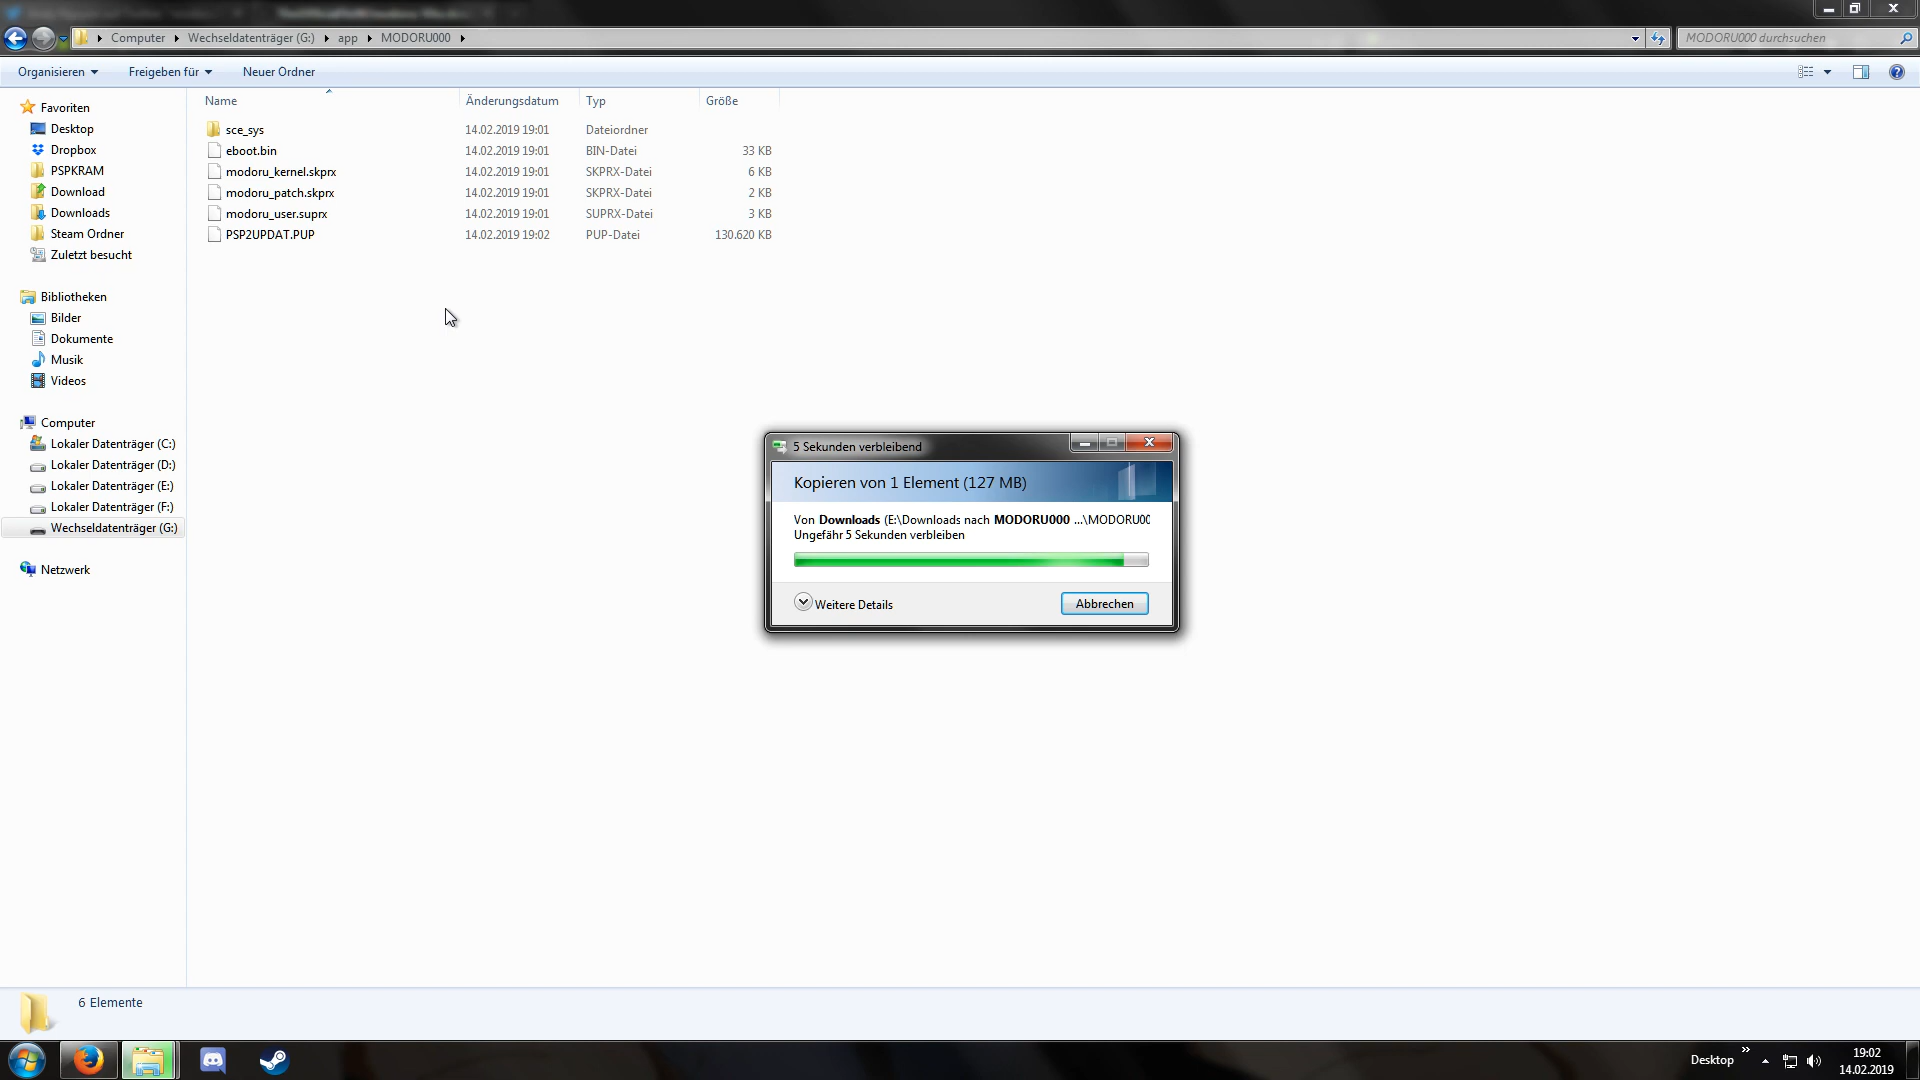 Computer Wechseldatenträger (G:) app MODORU000
MODORU000 durchsuchen
Organisieren Freigeben für Neuer Ordner
Name Änderungsdatum Typ Größe
sce_sys 14.02.2019 19:01 Dateiordner
eboot.bin 14.02.2019 19:01 BIN-Datei 33 KB
modoru_kernel.skprx 14.02.2019 19:01 SKPRX-Datei 6 KB
modoru_patch.skprx 14.02.2019 19:01 SKPRX-Datei 2 KB
modoru_user.suprx 14.02.2019 19:01 SUPRX-Datei 3 KB
PSP2UPDAT.PUP 14.02.2019 19:02 PUP-Datei 130.620 KB
Favoriten
Desktop
Dropbox
PSPKRAM
Download
Downloads
Steam Ordner
Zuletzt besucht
Bibliotheken
Bilder
Dokumente
Musik
Videos
Computer
Lokaler Datenträger (C:)
Lokaler Datenträger (D:)
Lokaler Datenträger (E:)
Lokaler Datenträger (F:)
Wechseldatenträger (G:)
Netzwerk
5 Sekunden verbleibend
Kopieren von 1 Element (127 MB)
Von Downloads (E:\Downloads nach MODORU000 ...\MODORU00
Ungefähr 5 Sekunden verbleiben
Weitere Details
Abbrechen
6 Elemente
Desktop »
19:02
14.02.2019